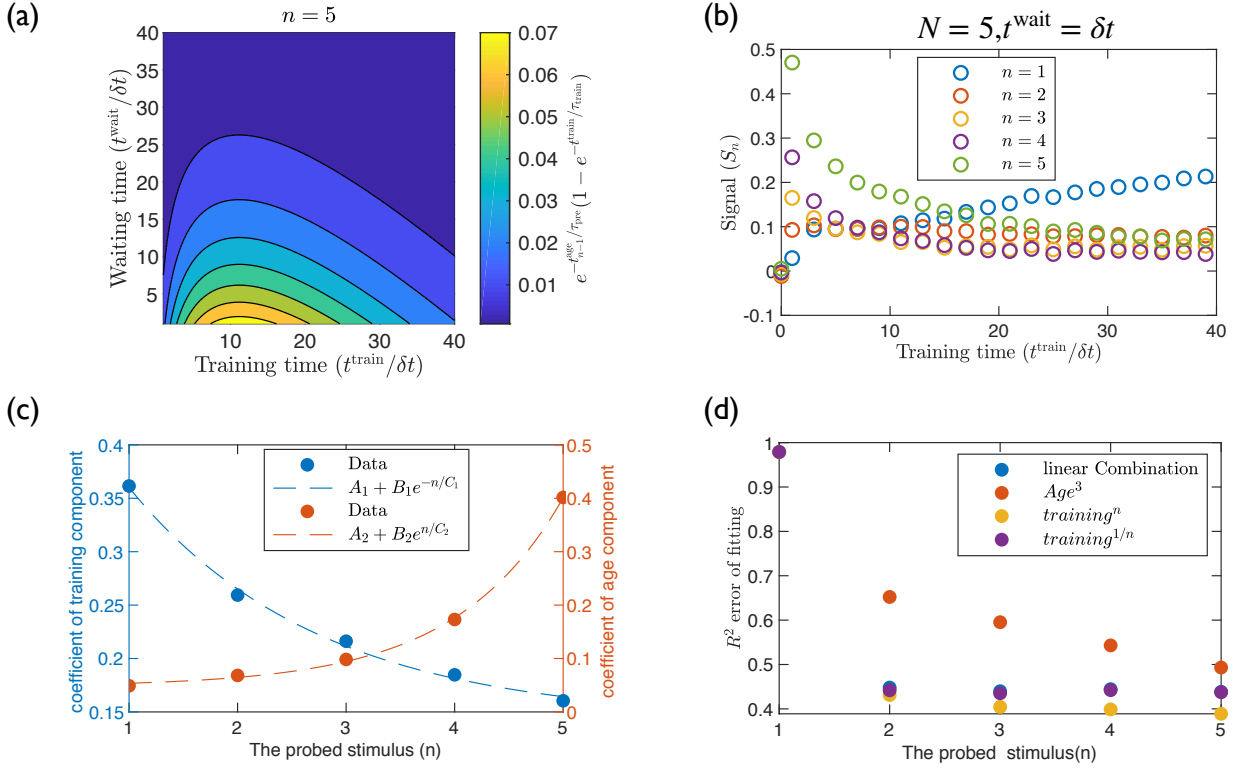 (a)
n = 5
Waiting time (t^wait/δt)
40
35
30
25
20
15
10
5
10 20 30 40
Training time (t^train/δt)
0.07
0.06
0.05
0.04
0.03
0.02
0.01
e^{-t_{n-1}^{age}/τ_pre}(1 − e^{-t^{train}/τ_train})
(b)
N = 5,t^wait = δt
Signal (S_n)
0.5
0.4
0.3
0.2
0.1
0
-0.1
n = 1
n = 2
n = 3
n = 4
n = 5
0 10 20 30 40
Training time (t^train/δt)
(c)
coefficient of training component
0.4
0.35
0.3
0.25
0.2
0.15
Data
A_1 + B_1e^{-n/C_1}
Data
A_2 + B_2e^{n/C_2}
0.5
0.4
0.3
0.2
0.1
0
coefficient of age component
1 2 3 4 5
The probed stimulus (n)
(d)
R^2 error of fitting
1
0.9
0.8
0.7
0.6
0.5
0.4
linear Combination
Age^3
training^n
training^{1/n}
1 2 3 4 5
The probed stimulus(n)